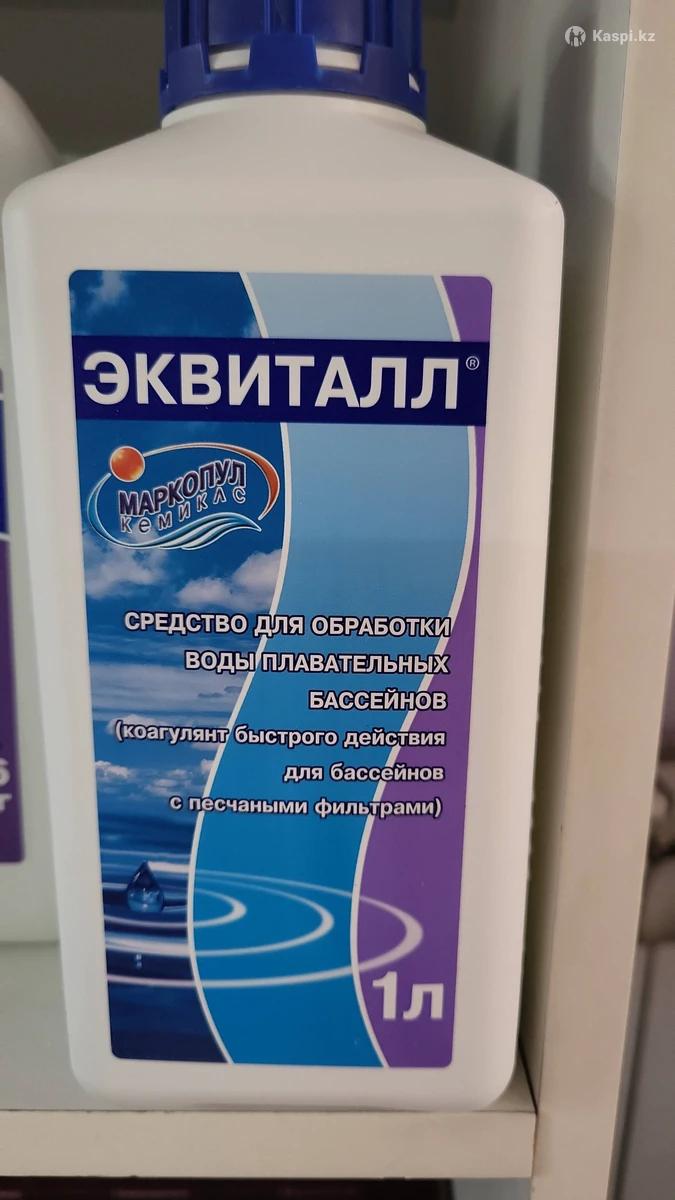 Kaspi.kz
ЭКВИТАЛЛ®
МАРКОПУЛ
КЕМИКЛС
СРЕДСТВО ДЛЯ ОБРАБОТКИ
ВОДЫ ПЛАВАТЕЛЬНЫХ
БАССЕЙНОВ
(коагулянт быстрого действия
для бассейнов
с песчаными фильтрами)
1л